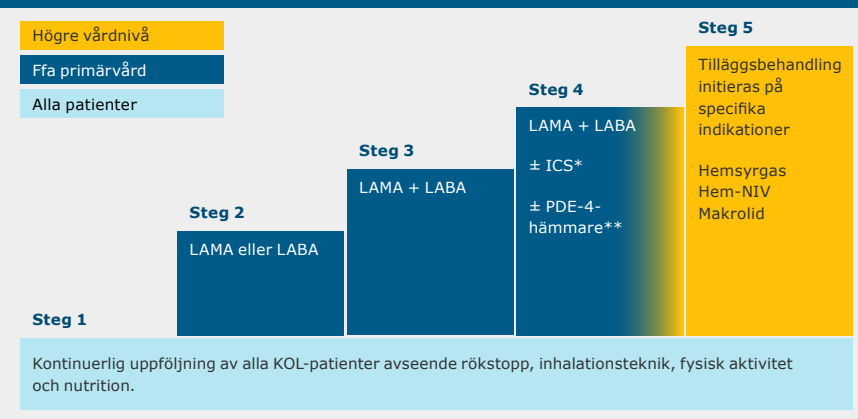 Högre vårdnivå
Ffa primärvård
Alla patienter
Steg 1
Steg 2
LAMA eller LABA
Steg 3
LAMA + LABA
Steg 4
LAMA + LABA
± ICS*
± PDE-4-
hämmare**
Steg 5
Tilläggsbehandling
initieras på
specifika
indikationer
Hemsyrgas
Hem-NIV
Makrolid
Kontinuerlig uppföljning av alla KOL-patienter avseende rökstopp, inhalationsteknik, fysisk aktivitet
och nutrition.